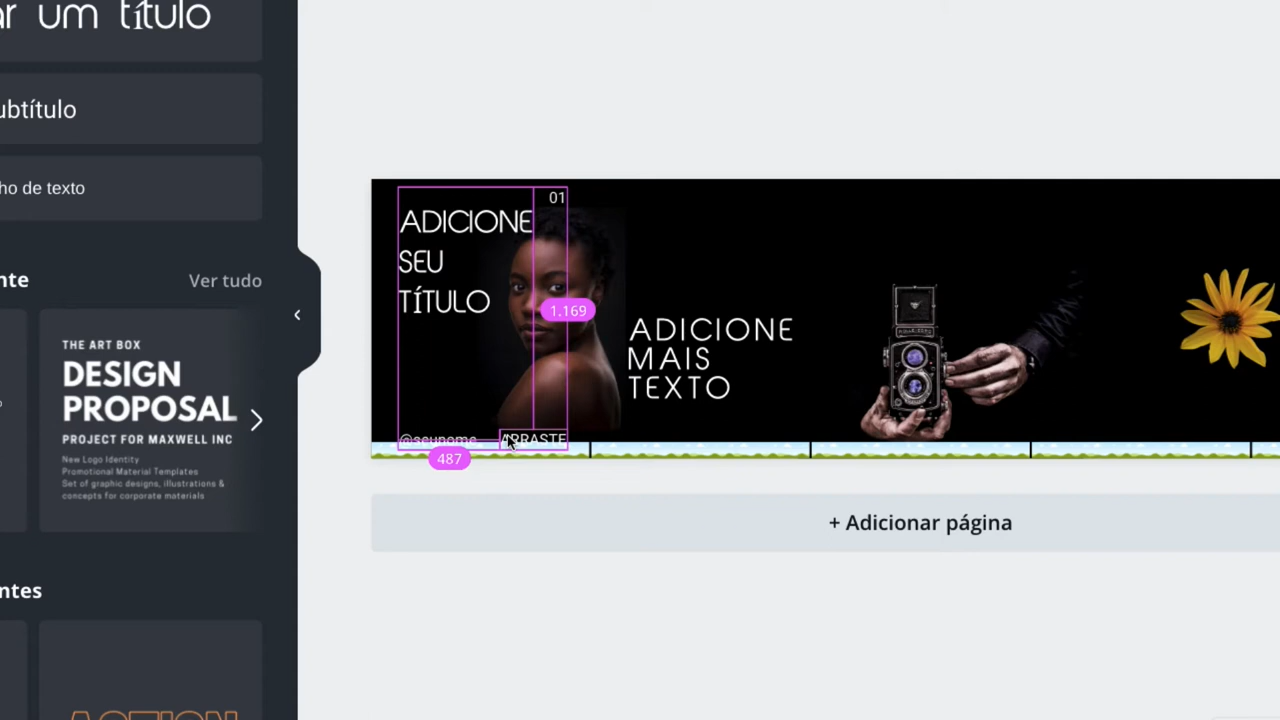 ar um título
ubtítulo
ho de texto
nte
Ver tudo
THE ART BOX
DESIGN
PROPOSAL
PROJECT FOR MAXWELL INC
New Logo Identity
Promotional Material Templates
Set of graphic designs, illustrations &
concepts for corporate materials
ntes
ACTION
01
ADICIONE
SEU
TÍTULO
1,169
ADICIONE
MAIS
TEXTO
@seunome
ARRASTE
487
+ Adicionar página